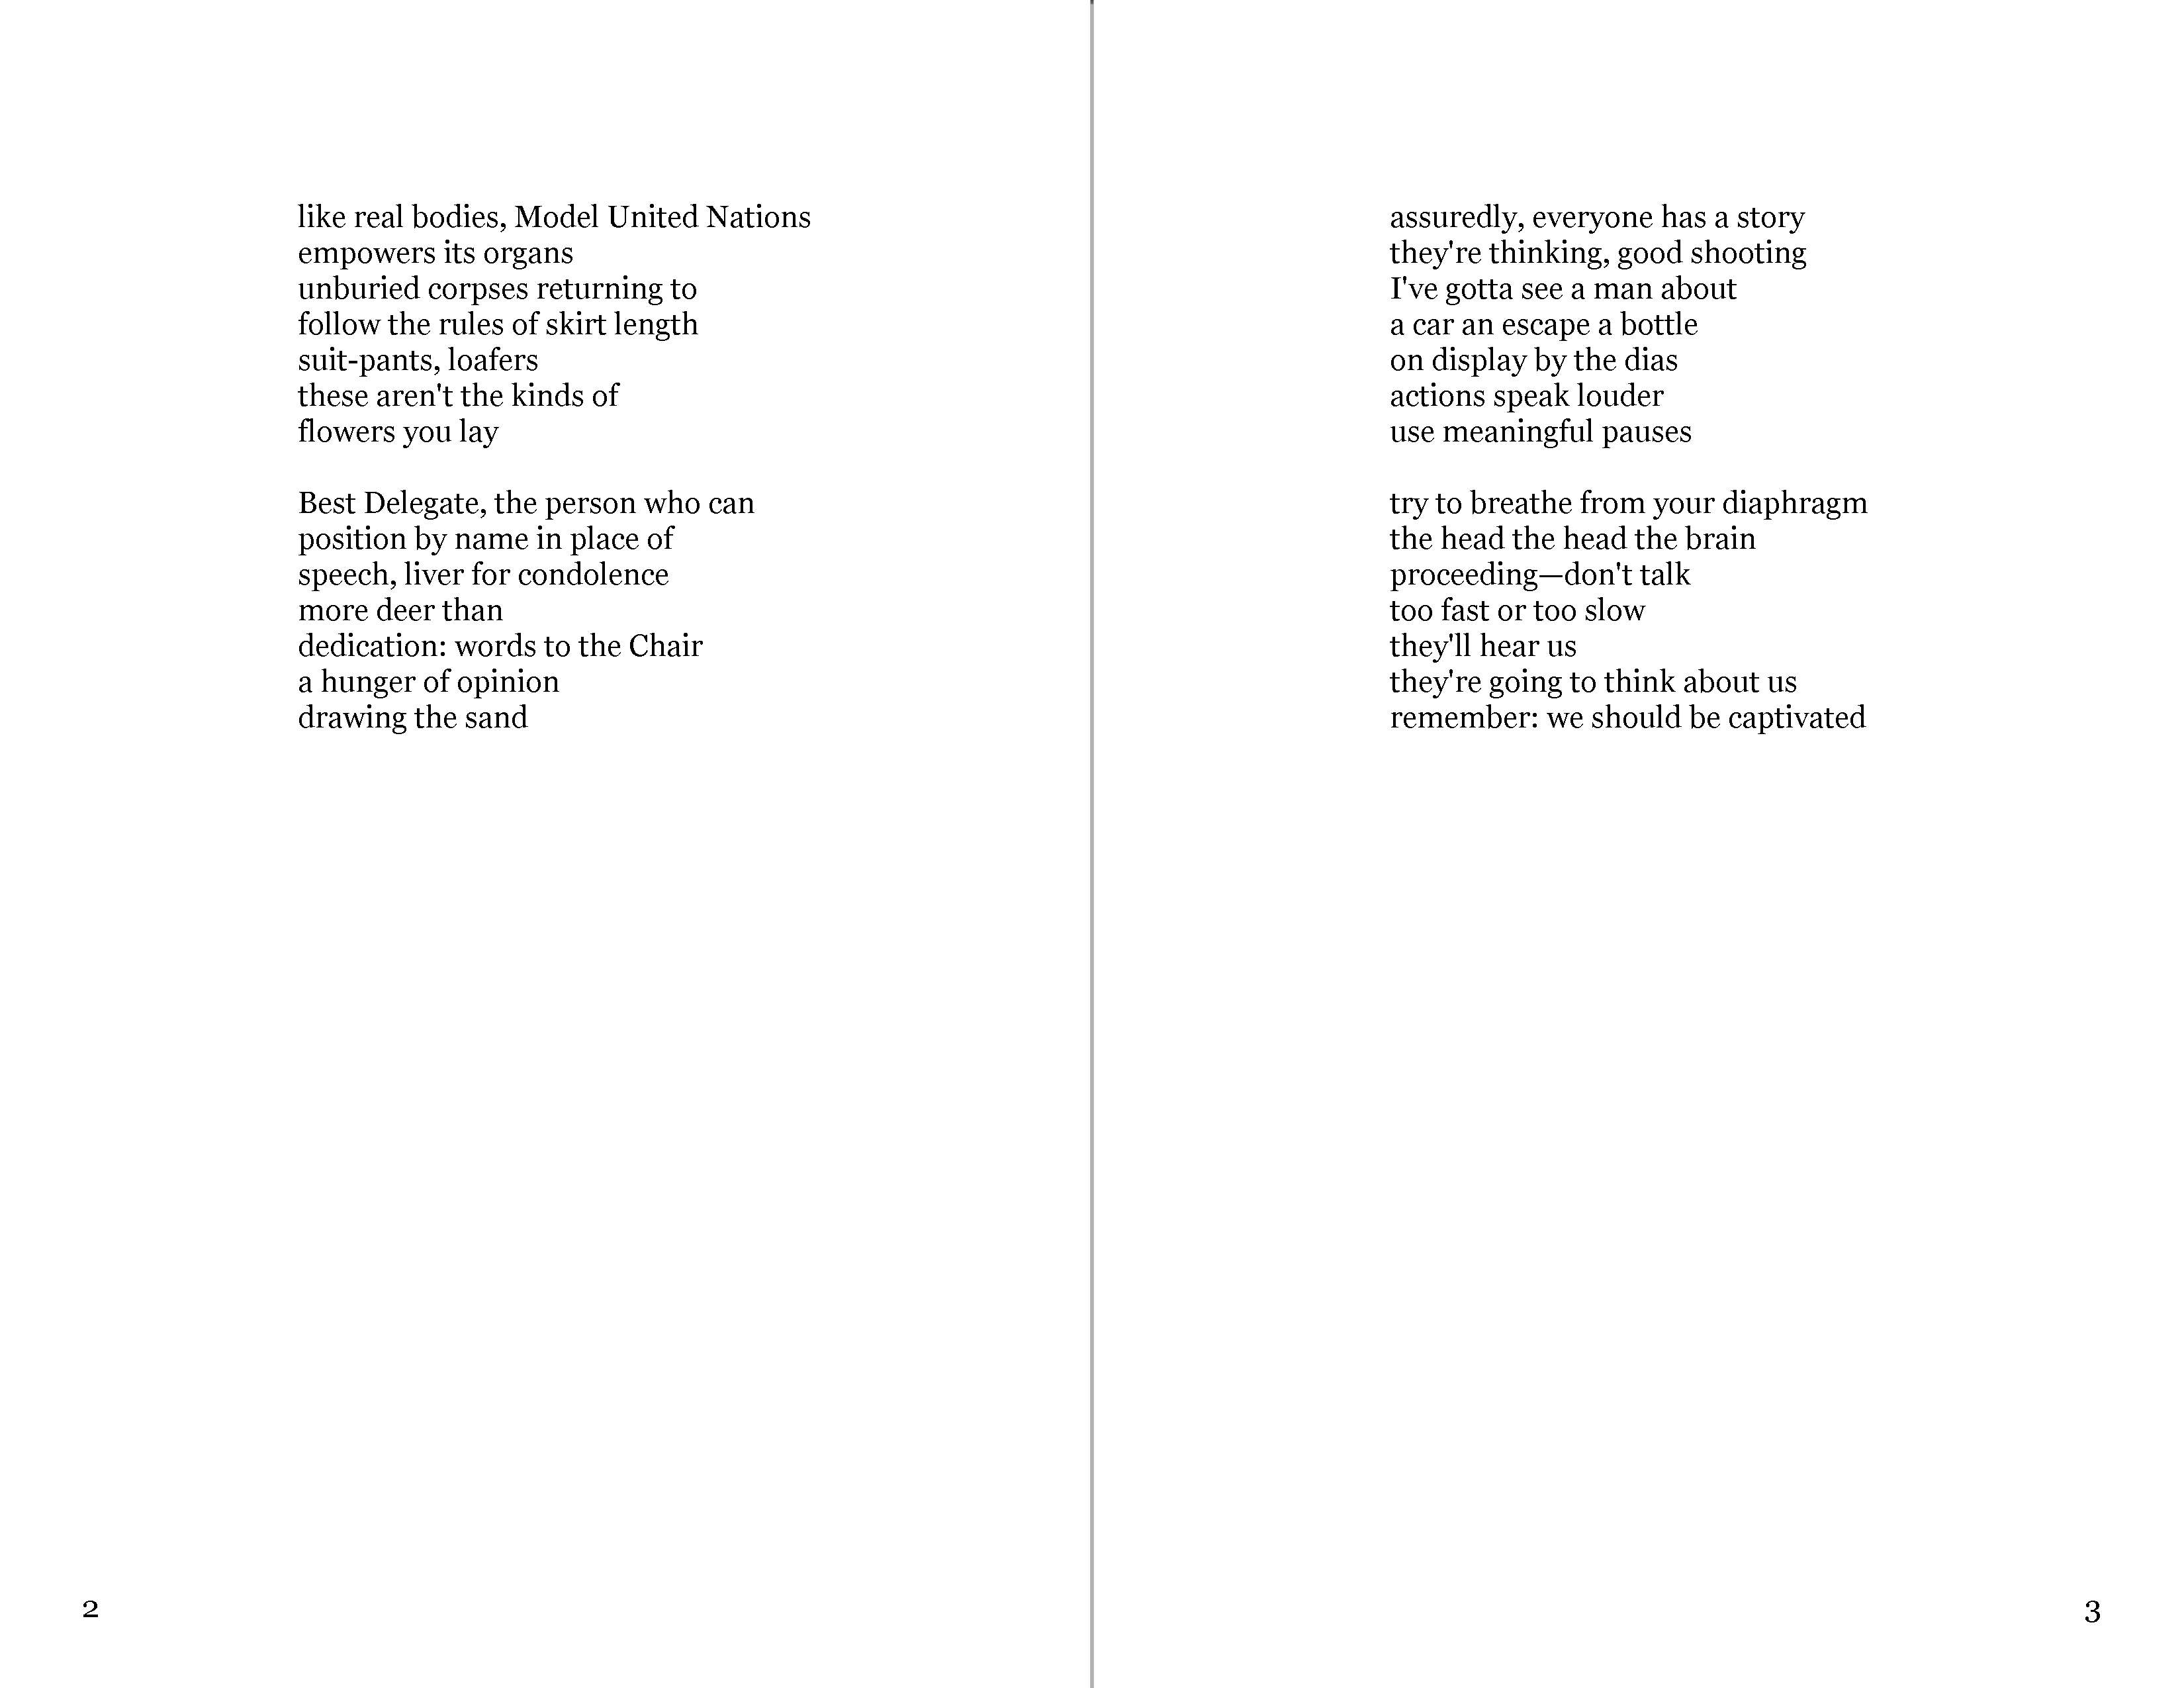 like real bodies, Model United Nations
empowers its organs
unburied corpses returning to
follow the rules of skirt length
suit-pants, loafers
these aren't the kinds of
flowers you lay

Best Delegate, the person who can
position by name in place of
speech, liver for condolence
more deer than
dedication: words to the Chair
a hunger of opinion
drawing the sand

2

assuredly, everyone has a story
they're thinking, good shooting
I've gotta see a man about
a car an escape a bottle
on display by the dias
actions speak louder
use meaningful pauses

try to breathe from your diaphragm
the head the head the brain
proceeding—don't talk
too fast or too slow
they'll hear us
they're going to think about us
remember: we should be captivated

3